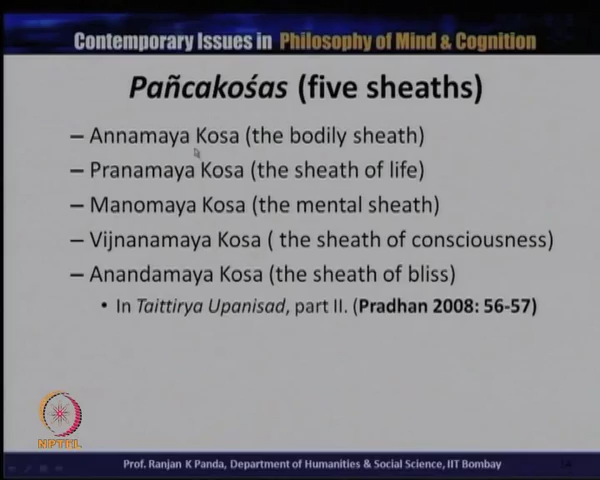 Contemporary Issues in Philosophy of Mind & Cognition
Pañcakośas (five sheaths)
– Annamaya Kosa (the bodily sheath)
– Pranamaya Kosa (the sheath of life)
– Manomaya Kosa (the mental sheath)
– Vijnanamaya Kosa ( the sheath of consciousness)
– Anandamaya Kosa (the sheath of bliss)
• In Taittirya Upanisad, part II. (Pradhan 2008: 56-57)
NPTEL
Prof. Ranjan K Panda, Department of Humanities & Social Science, IIT Bombay